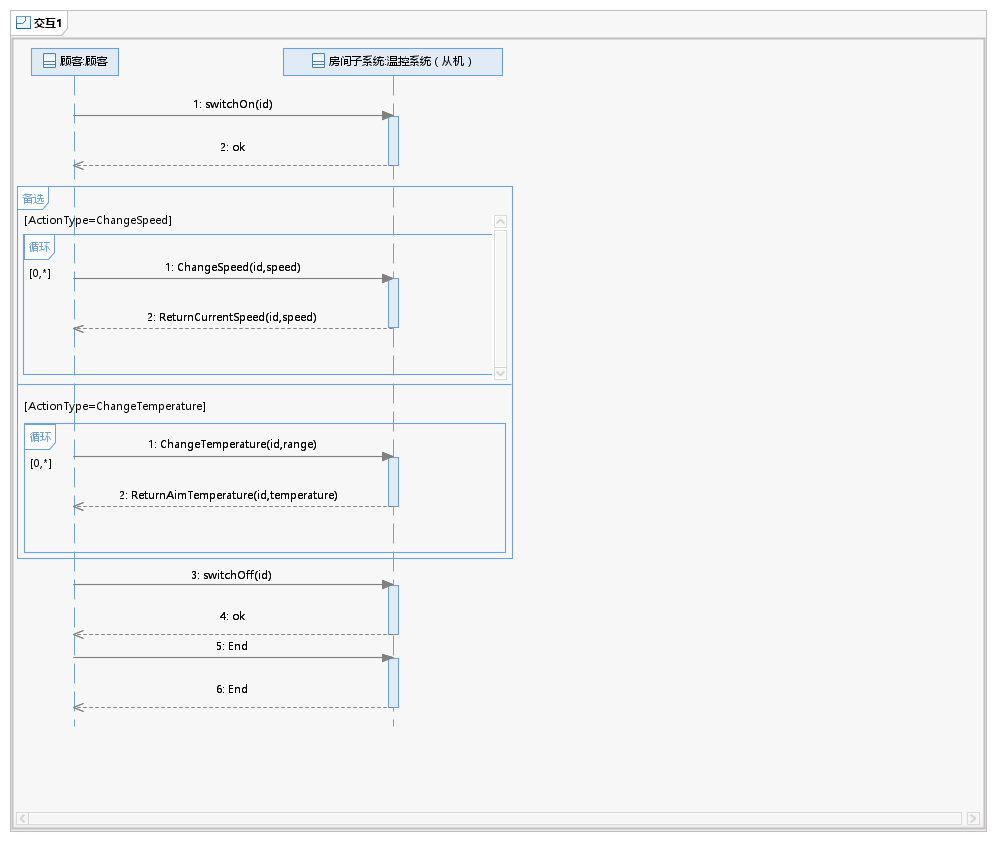 交互1
顾客:顾客
房间子系统:温控系统（从机）
1: switchOn(id)
2: ok
备选
[ActionType=ChangeSpeed]
循环
[0,*]
1: ChangeSpeed(id,speed)
2: ReturnCurrentSpeed(id,speed)
[ActionType=ChangeTemperature]
循环
[0,*]
1: ChangeTemperature(id,range)
2: ReturnAimTemperature(id,temperature)
3: switchOff(id)
4: ok
5: End
6: End